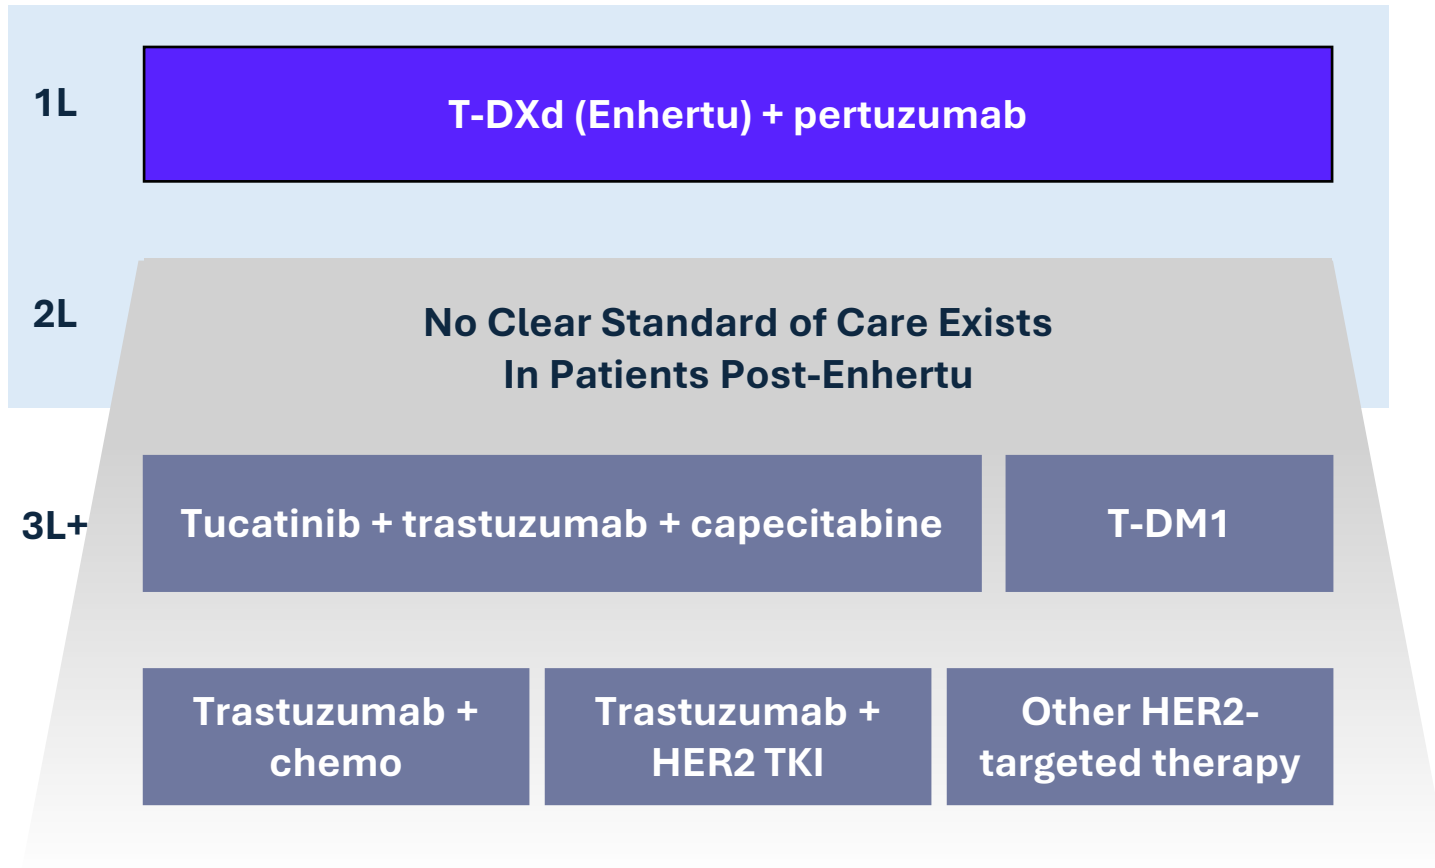 1L
T-DXd (Enhertu) + pertuzumab
2L
No Clear Standard of Care Exists
In Patients Post-Enhertu
3L+
Tucatinib + trastuzumab + capecitabine
T-DM1
Trastuzumab +
chemo
Trastuzumab +
HER2 TKI
Other HER2-
targeted therapy